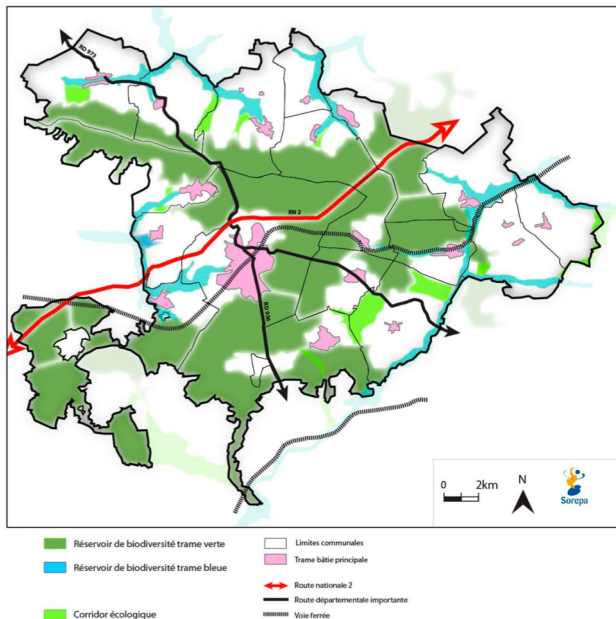 RD 973
RN 2
RD 936
0 2km
N
Sorepa
Réservoir de biodiversité trame verte
Réservoir de biodiversité trame bleue
Corridor écologique
Limites communales
Trame bâtie principale
Route nationale 2
Route départementale importante
Voie ferrée